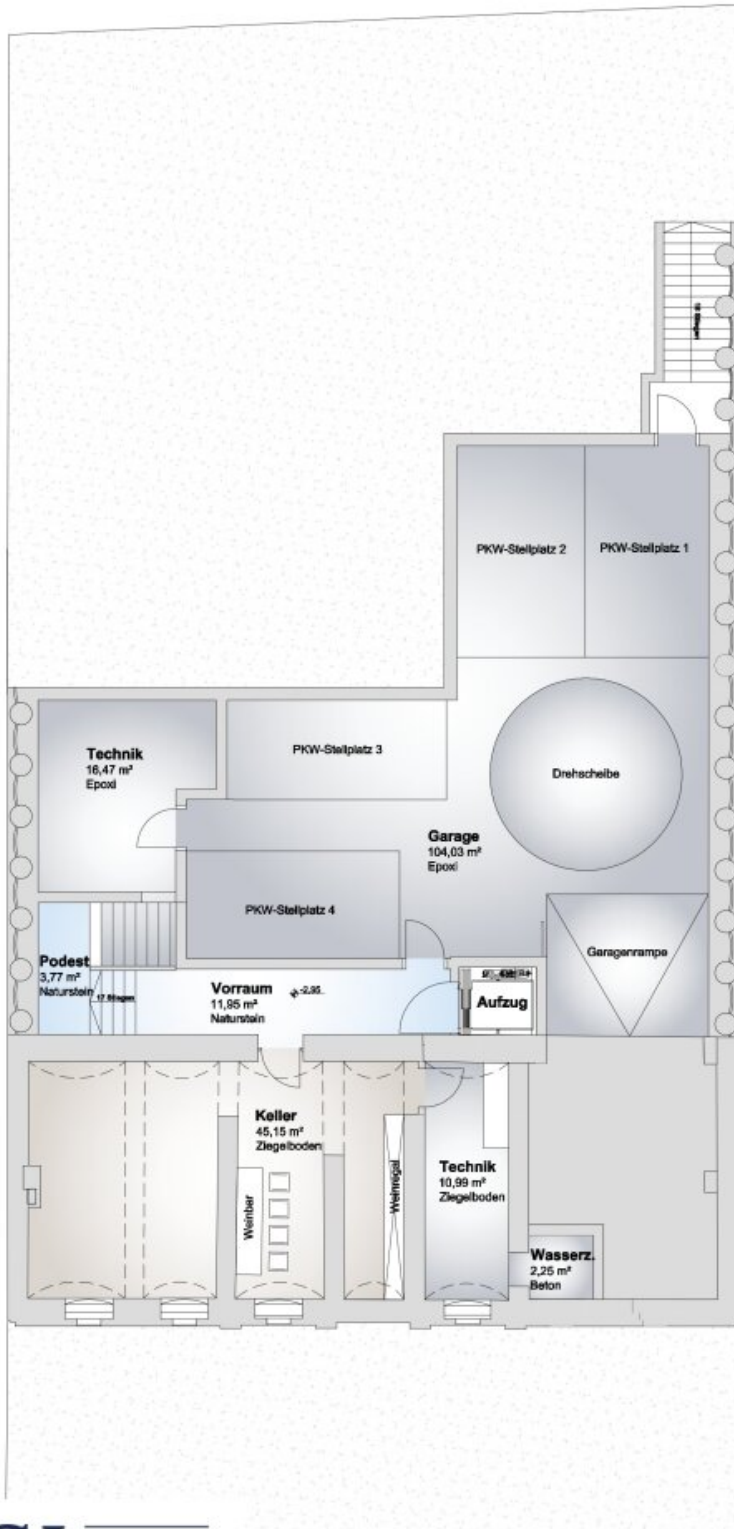 PKW-Stellplatz 2
PKW-Stellplatz 1
Technik
16,47 m²
Epoxi
PKW-Stellplatz 3
Drehscheibe
Garage
104,03 m²
Epoxi
PKW-Stellplatz 4
Podest
3,77 m²
Naturstein
17 Stiegen
Vorraum
11,95 m²
Naturstein
-2,95
Aufzug
Garagenrampe
Keller
45,15 m²
Ziegelboden
Weinbar
Weinregal
Technik
10,99 m²
Ziegelboden
Wasserz.
2,25 m²
Beton